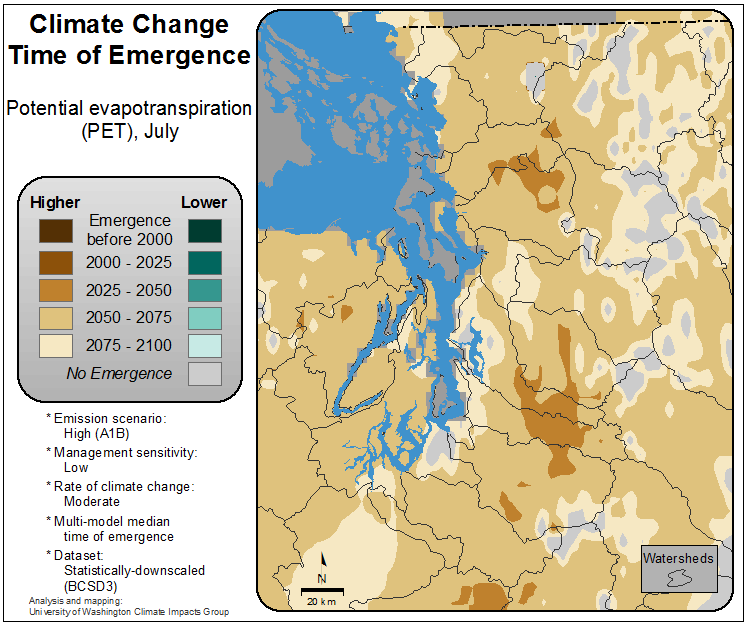 Climate Change
Time of Emergence
Potential evapotranspiration
(PET), July
Higher
Lower
Emergence
before 2000
2000 - 2025
2025 - 2050
2050 - 2075
2075 - 2100
No Emergence
* Emission scenario:
High (A1B)
* Management sensitivity:
Low
* Rate of climate change:
Moderate
* Multi-model median
time of emergence
* Dataset:
Statistically-downscaled
(BCSD3)
Analysis and mapping:
University of Washington Climate Impacts Group
N
20 km
Watersheds